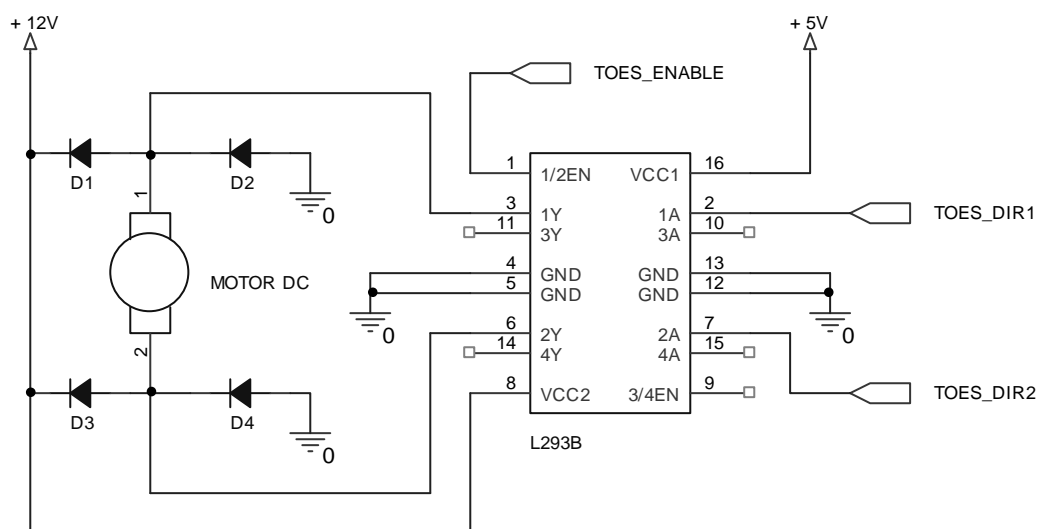 + 12V
+ 5V
TOES_ENABLE
D1
D2
0
1
1 1/2EN VCC1 16
3 1Y 1A 2
TOES_DIR1
11 3Y 3A 10
MOTOR DC
4 GND GND 13
5 GND GND 12
0
0
6 2Y 2A 7
14 4Y 4A 15
2
8 VCC2 3/4EN 9
TOES_DIR2
D3
D4
0
L293B